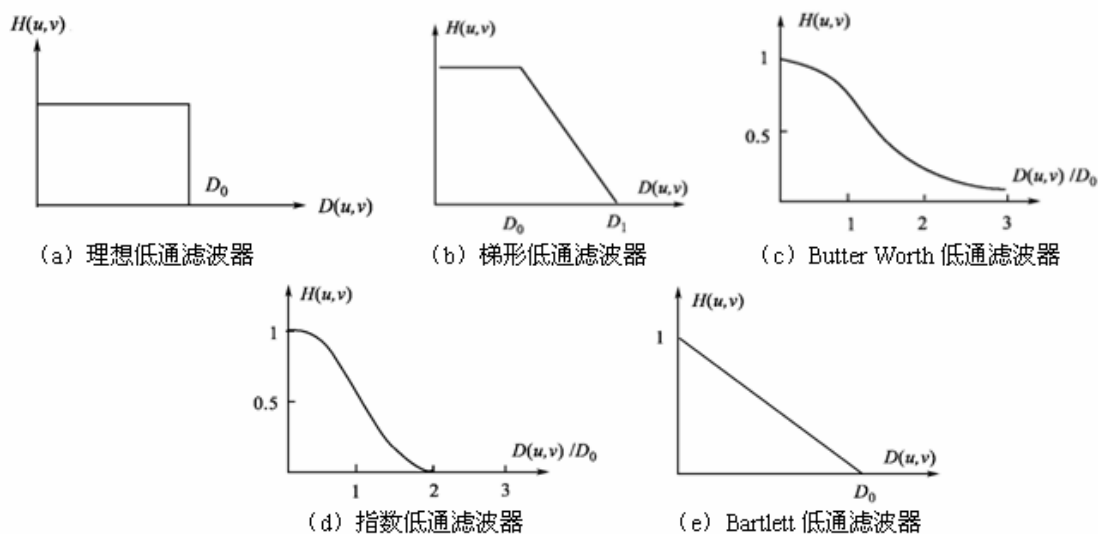 H(u,v)
D₀
D(u,v)
(a) 理想低通滤波器
H(u,v)
D(u,v)
D₀
D₁
(b) 梯形低通滤波器
H(u,v)
1
0.5
D(u,v) /D₀
1 2 3
(c) Butter Worth 低通滤波器
H(u,v)
1
0.5
D(u,v) /D₀
1 2 3
(d) 指数低通滤波器
H(u,v)
1
D(u,v)
D₀
(e) Bartlett 低通滤波器